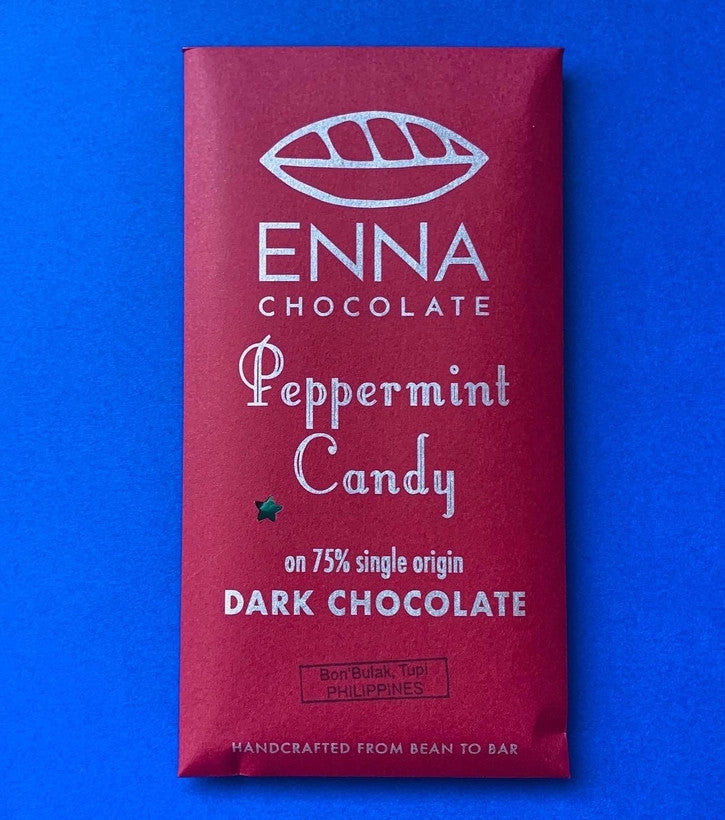 ENNA
CHOCOLATE
Peppermint
Candy
on 75% single origin
DARK CHOCOLATE
Bon'Bulak, Tupi
PHILIPPINES
HANDCRAFTED FROM BEAN TO BAR